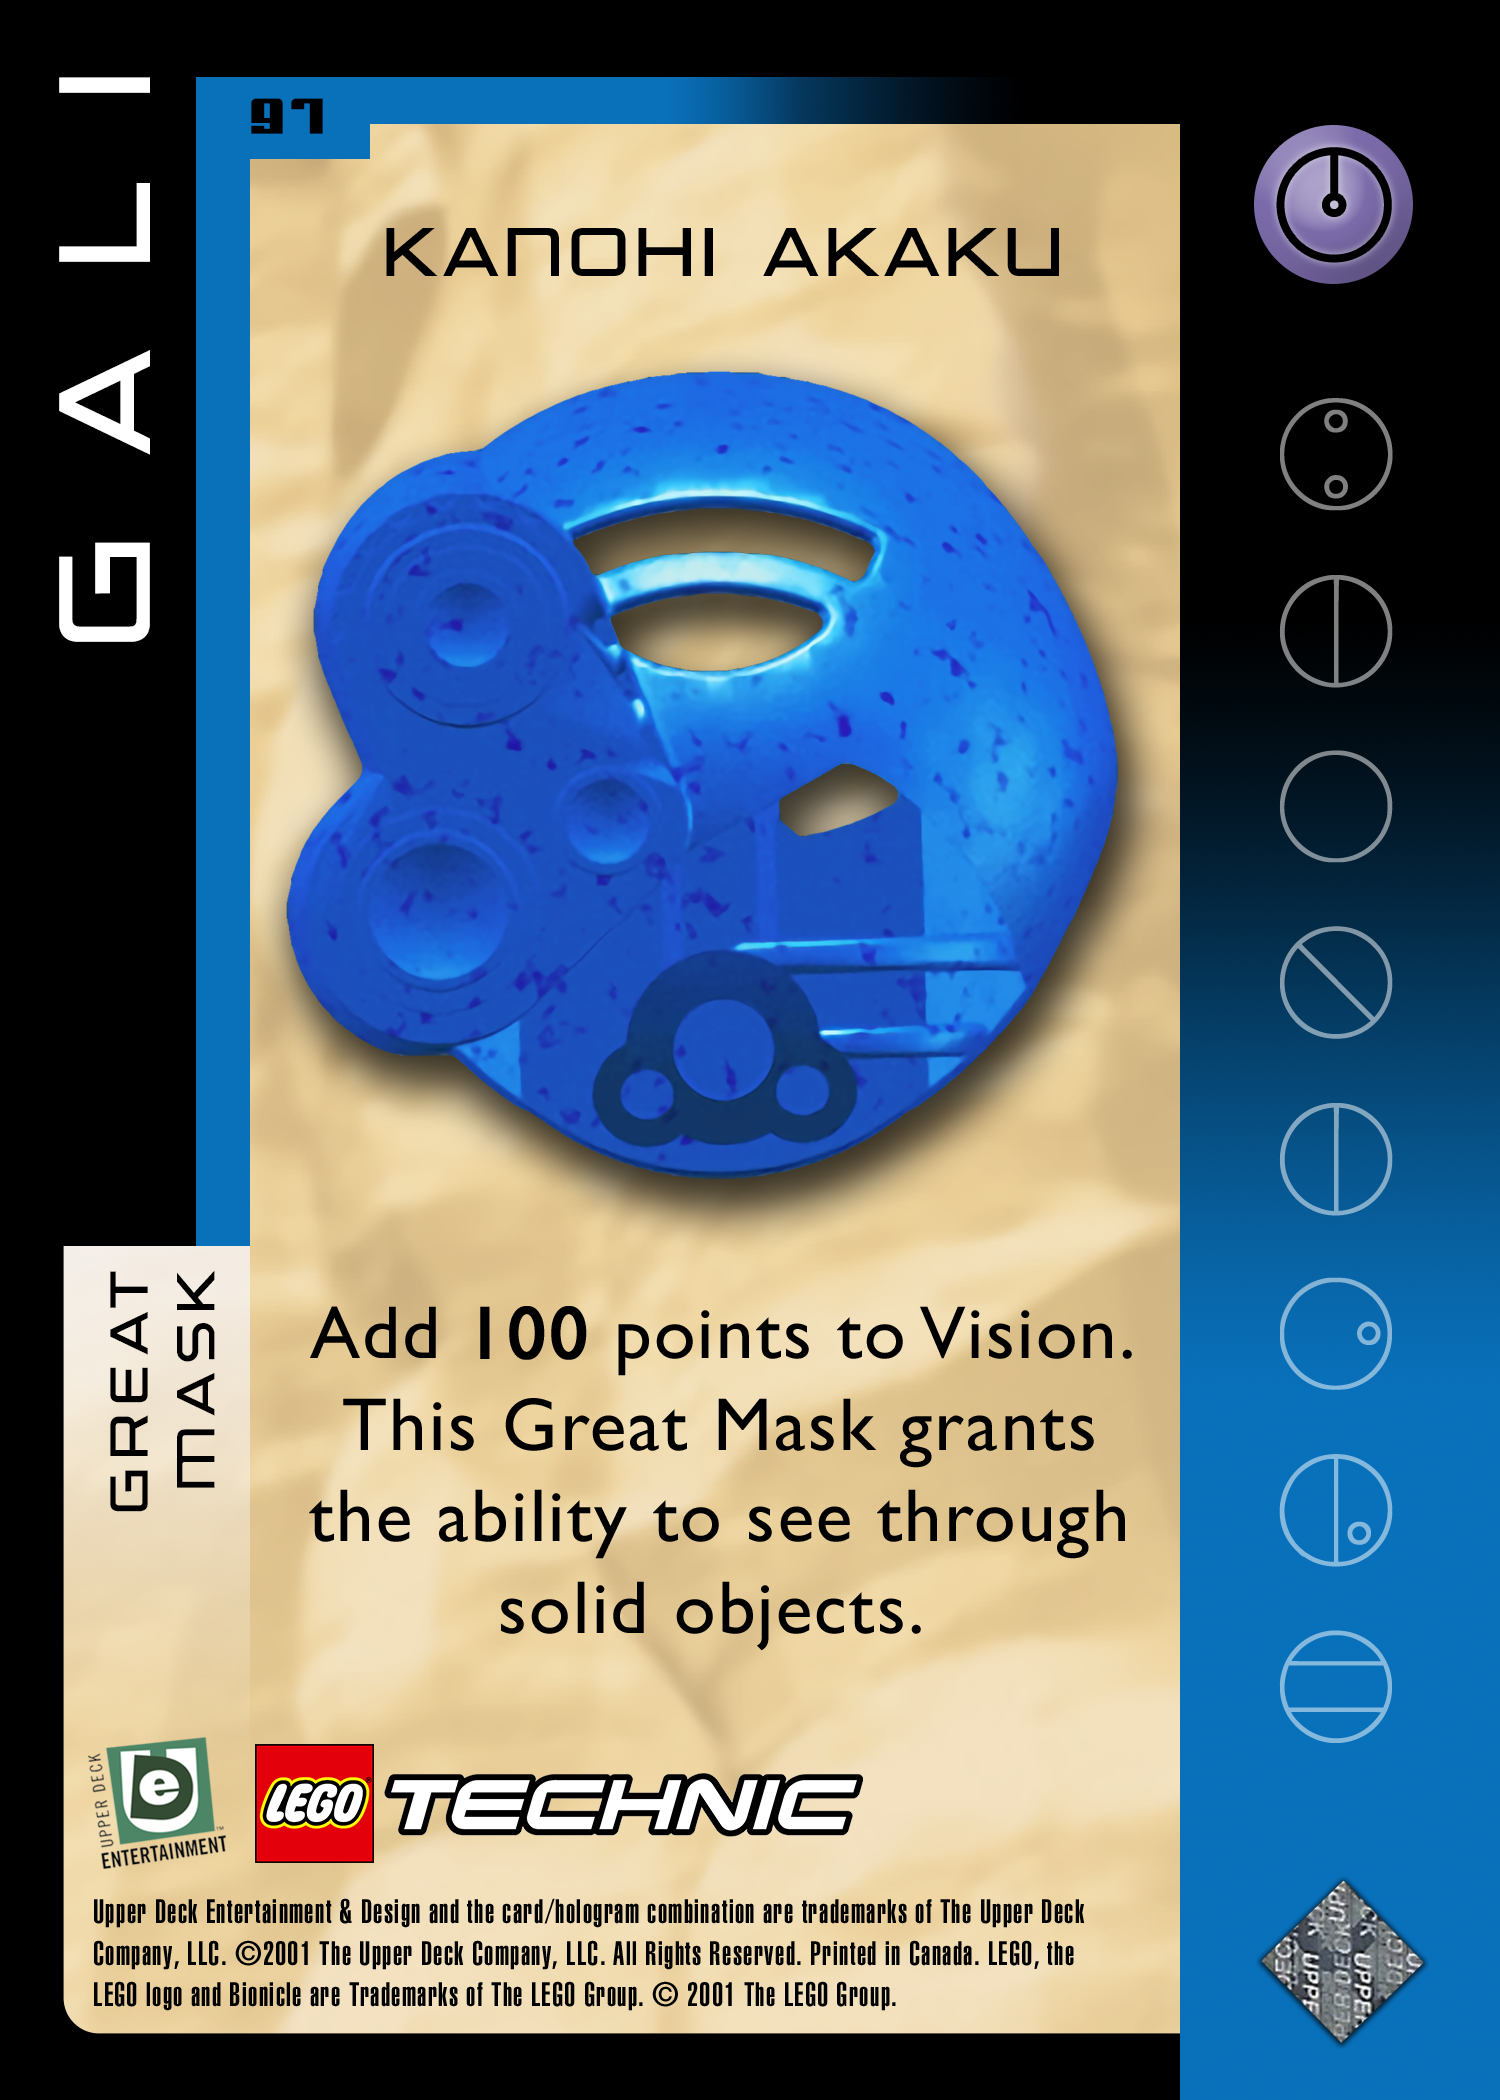 GALI
97
KANOHI AKAKU
GREAT
MASK
Add 100 points to Vision.
This Great Mask grants
the ability to see through
solid objects.
UPPER DECK
e
ENTERTAINMENT™
LEGO TECHNIC
Upper Deck Entertainment & Design and the card/hologram combination are trademarks of The Upper Deck
Company, LLC. ©2001 The Upper Deck Company, LLC. All Rights Reserved. Printed in Canada. LEGO, the
LEGO logo and Bionicle are Trademarks of The LEGO Group. © 2001 The LEGO Group.